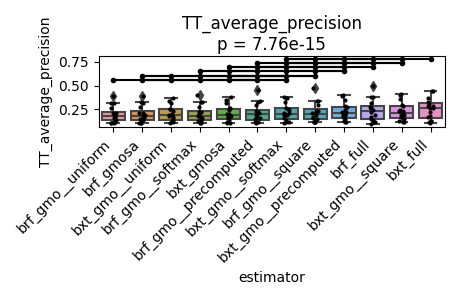 TT_average_precision
p = 7.76e-15
TT_average_precision
0.75
0.50
0.25
brf_gmo__uniform
brf_gmosa
bxt_gmo__uniform
brf_gmo__softmax
bxt_gmosa
brf_gmo__precomputed
bxt_gmo__softmax
brf_gmo__square
bxt_gmo__precomputed
brf_full
bxt_gmo__square
bxt_full
estimator